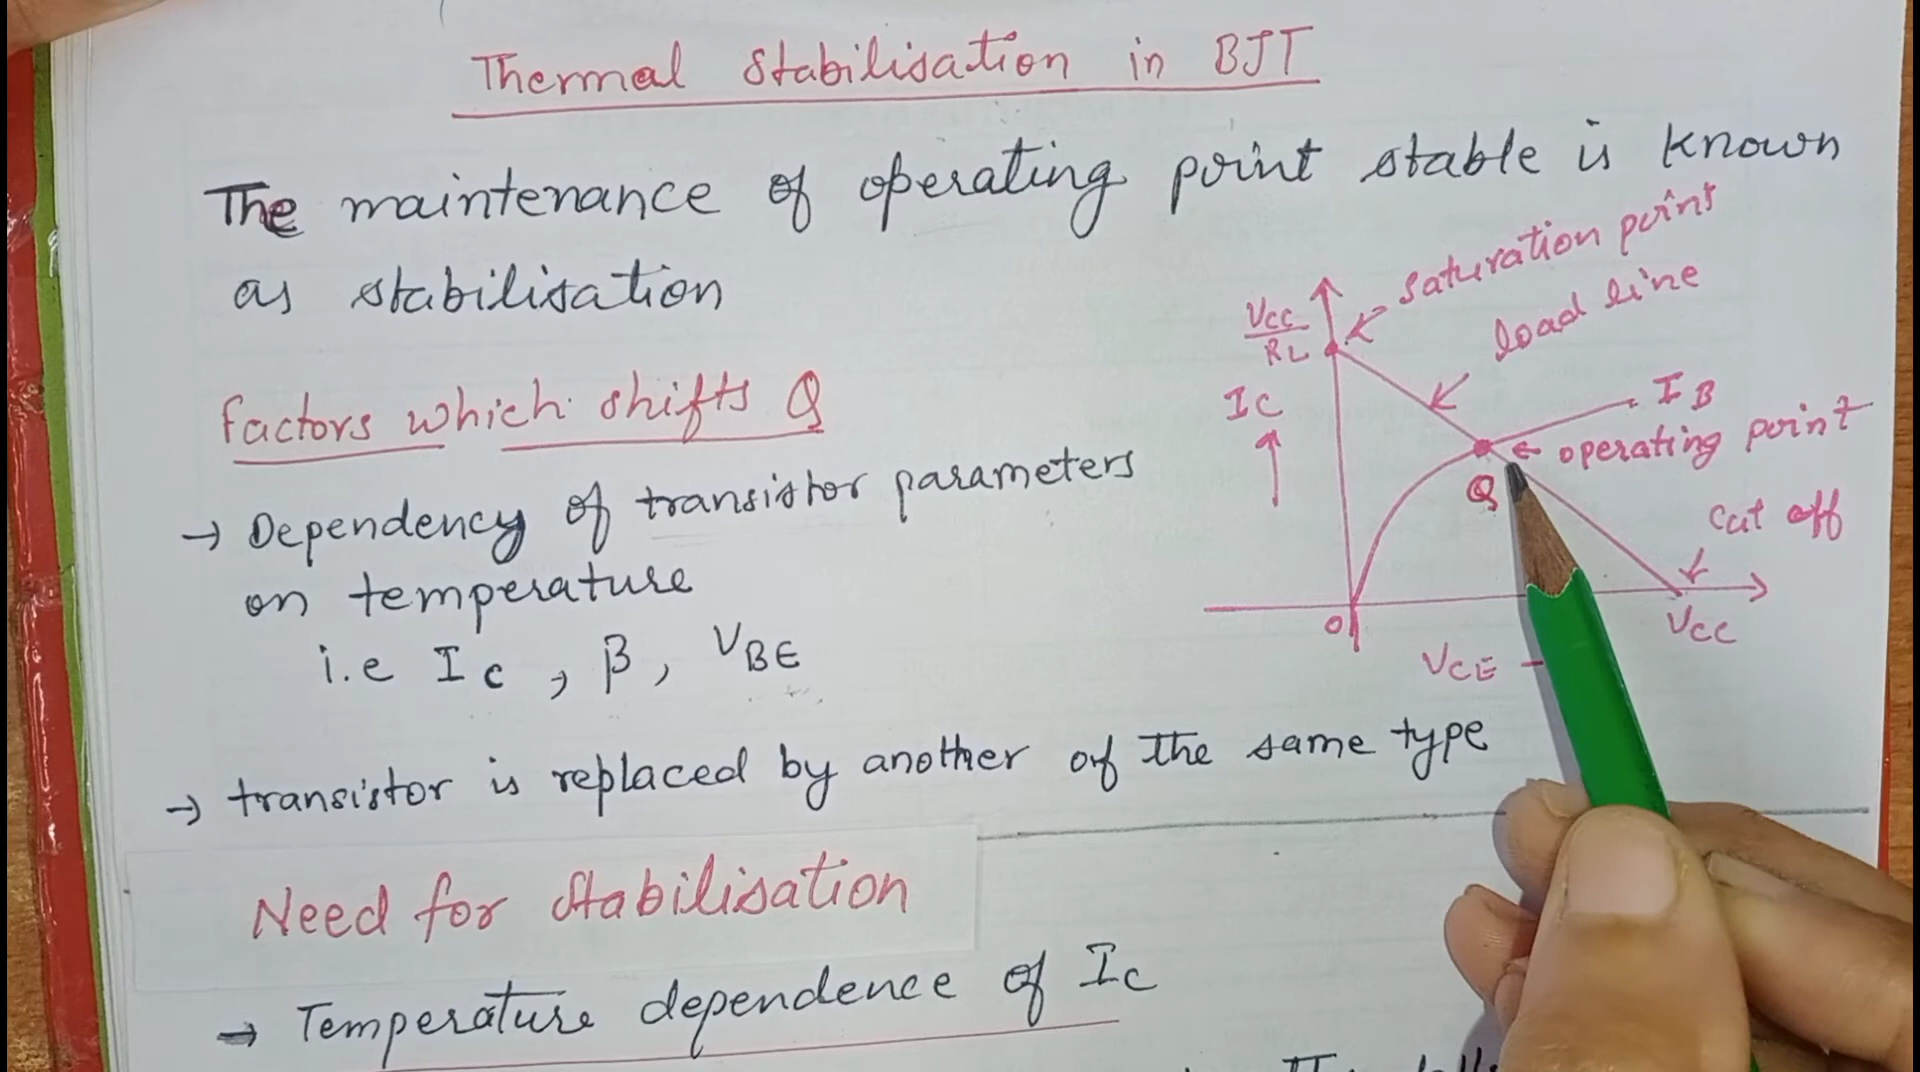 Thermal Stabilisation in BJT
The maintenance of operating point stable is known
as stabilisation
factors which shifts Q
→ Dependency of transistor parameters
on temperature
i.e Ic , β, VBE
→ transistor is replaced by another of the same type
VCC
RL
saturation point
load line
IC
IB
operating point
Q
cut off
O
VCC
VCE
Need for Stabilisation
→ Temperature dependence of Ic